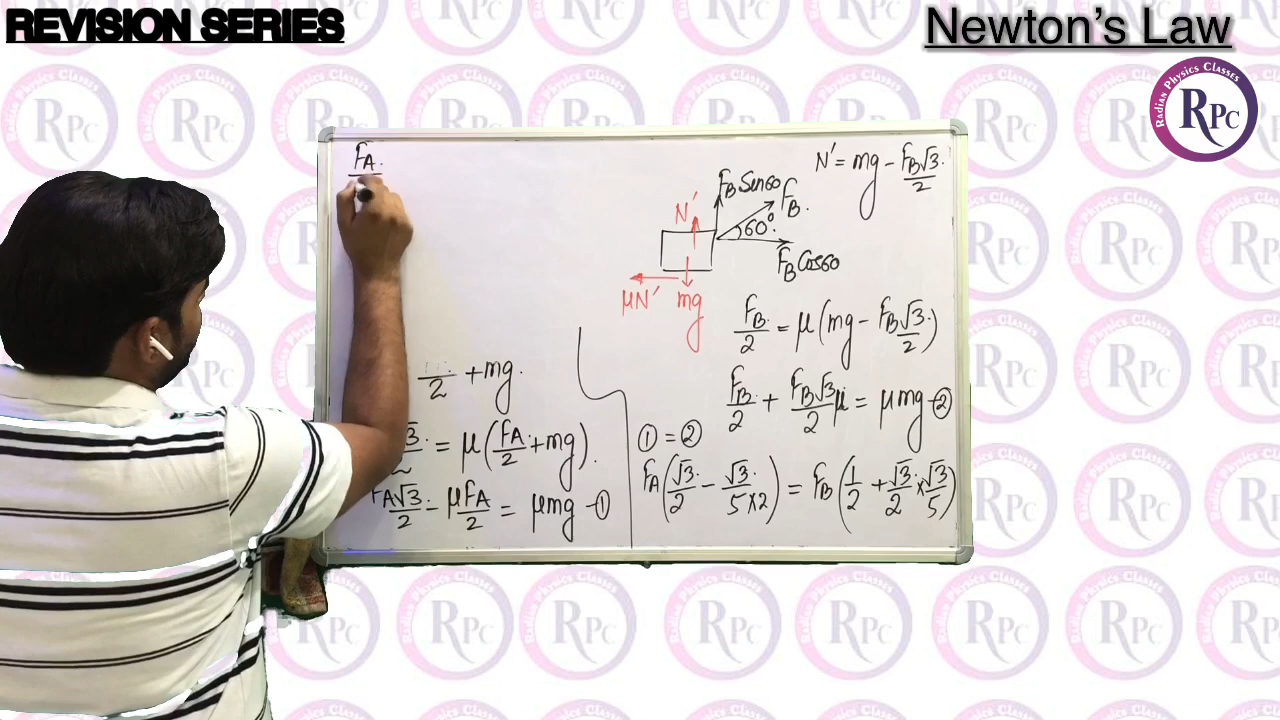 REVISION SERIES
Newton's Law
Radian Physics Classes
RPC
FA
N' = mg - FB√3/2
FB Sin60
FB
60°
FB Cos60
N'
μN'
mg
FB/2 = μ(mg - FB√3/2)
FB/2 + FB√3/2 μ = μmg - ②
/2 + mg.
= μ(FA/2 + mg).
FA√3/2 - μFA/2 = μmg - ①
① = ②
FA(√3/2 - √3/5×2) = FB(1/2 + √3/2 × √3/5)